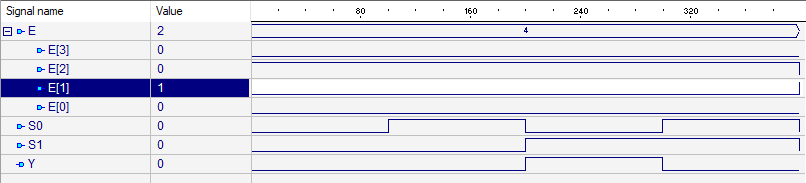 Signal name Value 80 160 240 320
E 2 4
E[3] 0
E[2] 0
E[1] 1
E[0] 0
S0 0
S1 0
Y 0